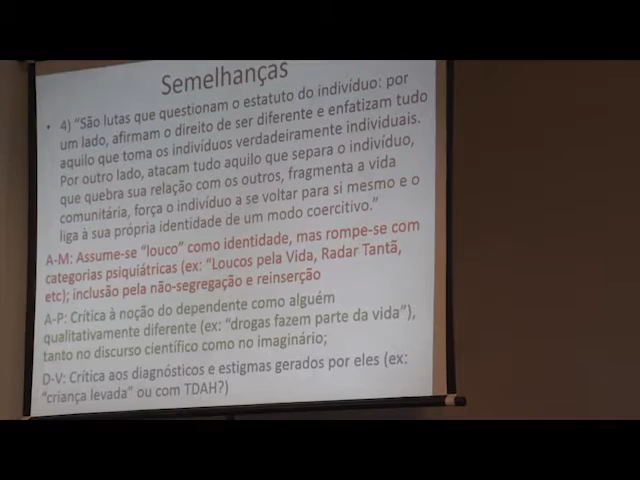 Semelhanças
• 4) “São lutas que questionam o estatuto do indivíduo: por
um lado, afirmam o direito de ser diferente e enfatizam tudo
aquilo que toma os indivíduos verdadeiramente individuais.
Por outro lado, atacam tudo aquilo que separa o indivíduo,
que quebra sua relação com os outros, fragmenta a vida
comunitária, força o indivíduo a se voltar para si mesmo e o
liga à sua própria identidade de um modo coercitivo.”
A-M: Assume-se “louco” como identidade, mas rompe-se com
categorias psiquiátricas (ex: “Loucos pela Vida, Radar Tantã,
etc); inclusão pela não-segregação e reinserção
A-P: Crítica à noção do dependente como alguém
qualitativamente diferente (ex: “drogas fazem parte da vida”),
tanto no discurso científico como no imaginário;
D-V: Crítica aos diagnósticos e estigmas gerados por eles (ex:
“criança levada” ou com TDAH?)